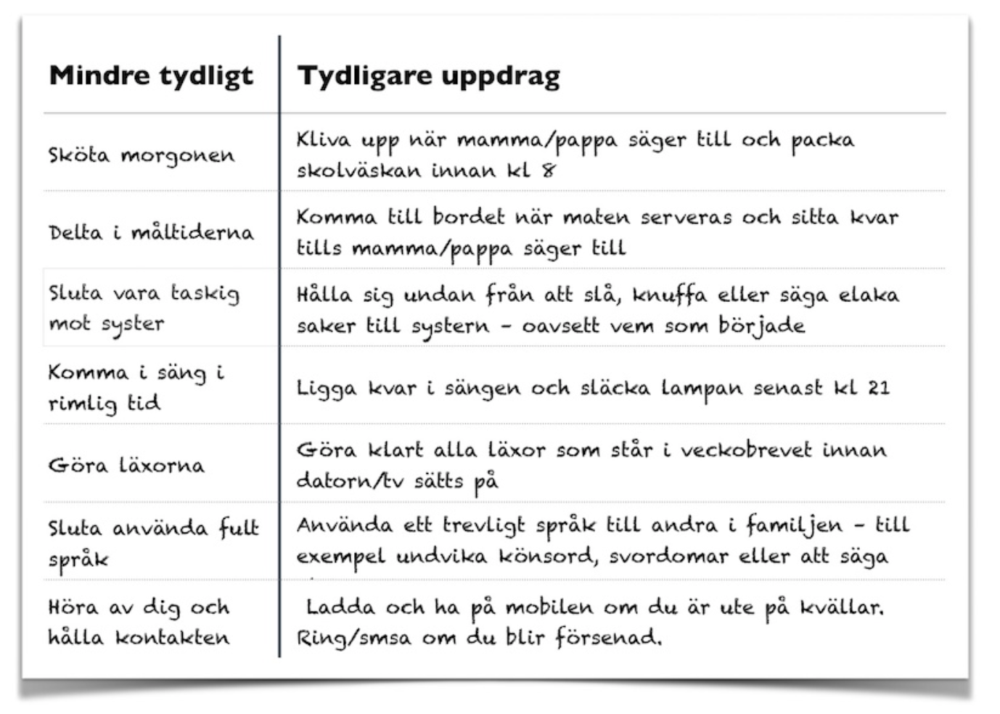 Mindre tydligt
Tydligare uppdrag
Sköta morgonen
Kliva upp när mamma/pappa säger till och packa
skolväskan innan kl 8
Delta i måltiderna
Komma till bordet när maten serveras och sitta kvar
tills mamma/pappa säger till
Sluta vara taskig
mot syster
Hålla sig undan från att slå, knuffa eller säga elaka
saker till systern – oavsett vem som började
Komma i säng i
rimlig tid
Ligga kvar i sängen och släcka lampan senast kl 21
Göra läxorna
Göra klart alla läxor som står i veckobrevet innan
datorn/tv sätts på
Sluta använda fult
språk
Använda ett trevligt språk till andra i familjen – till
exempel undvika könsord, svordomar eller att säga
Höra av dig och
hålla kontakten
Ladda och ha på mobilen om du är ute på kvällar.
Ring/smsa om du blir försenad.